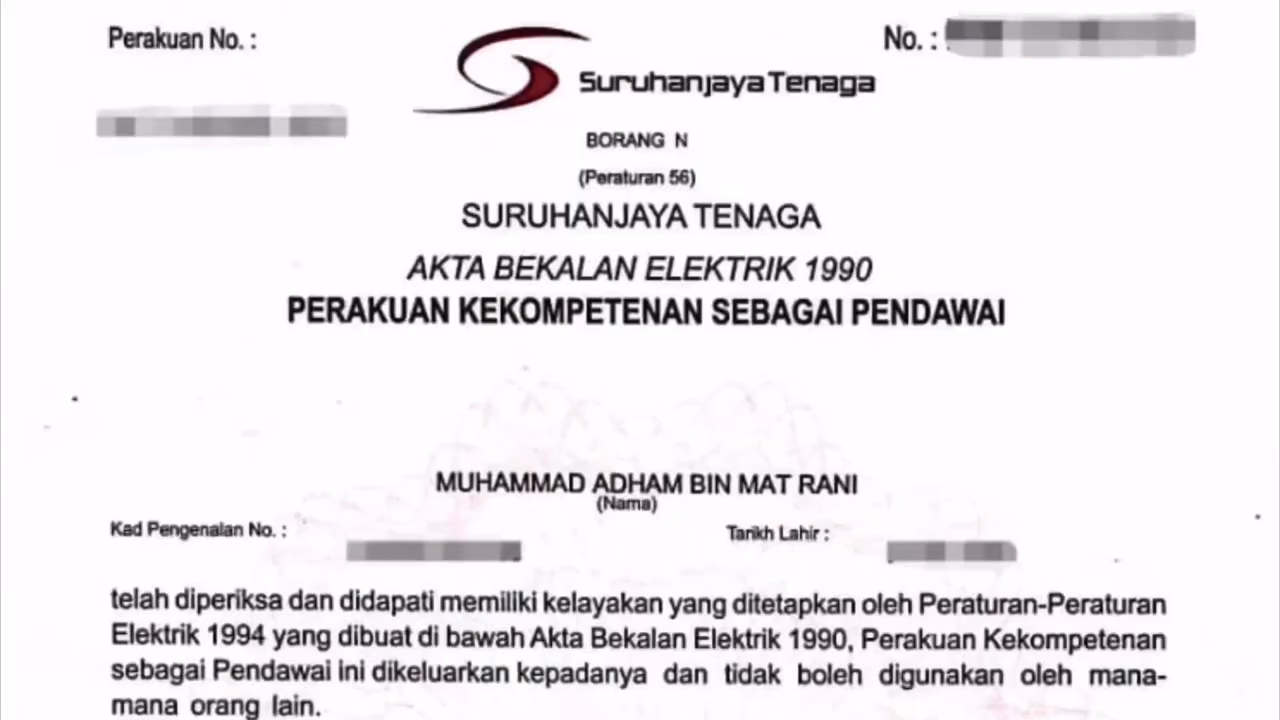 Perakuan No. :
No. :
Suruhanjaya Tenaga
BORANG N
(Peraturan 56)
SURUHANJAYA TENAGA
AKTA BEKALAN ELEKTRIK 1990
PERAKUAN KEKOMPETENAN SEBAGAI PENDAWAI
MUHAMMAD ADHAM BIN MAT RANI
(Nama)
Kad Pengenalan No. :
Tarikh Lahir :
telah diperiksa dan didapati memiliki kelayakan yang ditetapkan oleh Peraturan-Peraturan
Elektrik 1994 yang dibuat di bawah Akta Bekalan Elektrik 1990, Perakuan Kekompetenan
sebagai Pendawai ini dikeluarkan kepadanya dan tidak boleh digunakan oleh mana-
mana orang lain.